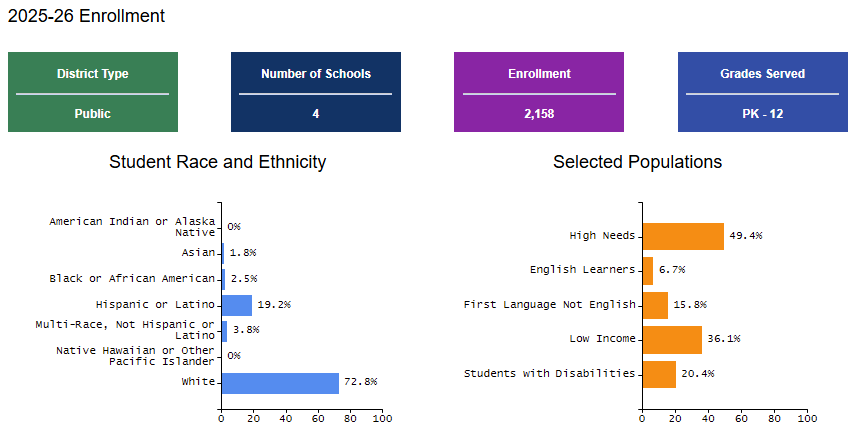 2025-26 Enrollment
District Type
Public
Number of Schools
4
Enrollment
2,158
Grades Served
PK - 12
Student Race and Ethnicity
American Indian or Alaska
Native
0%
Asian
1.8%
Black or African American
2.5%
Hispanic or Latino
19.2%
Multi-Race, Not Hispanic or
Latino
3.8%
Native Hawaiian or Other
Pacific Islander
0%
White
72.8%
0 20 40 60 80 100
Selected Populations
High Needs
49.4%
English Learners
6.7%
First Language Not English
15.8%
Low Income
36.1%
Students with Disabilities
20.4%
0 20 40 60 80 100